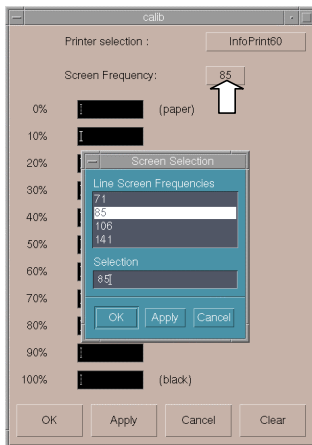 calib
Printer selection : InfoPrint60
Screen Frequency: 85
0% (paper)
10%
20%
30%
40%
50%
60%
70%
80%
90%
100% (black)
Screen Selection
Line Screen Frequencies
71
85
106
141
Selection
85
OK Apply Cancel
OK Apply Cancel Clear